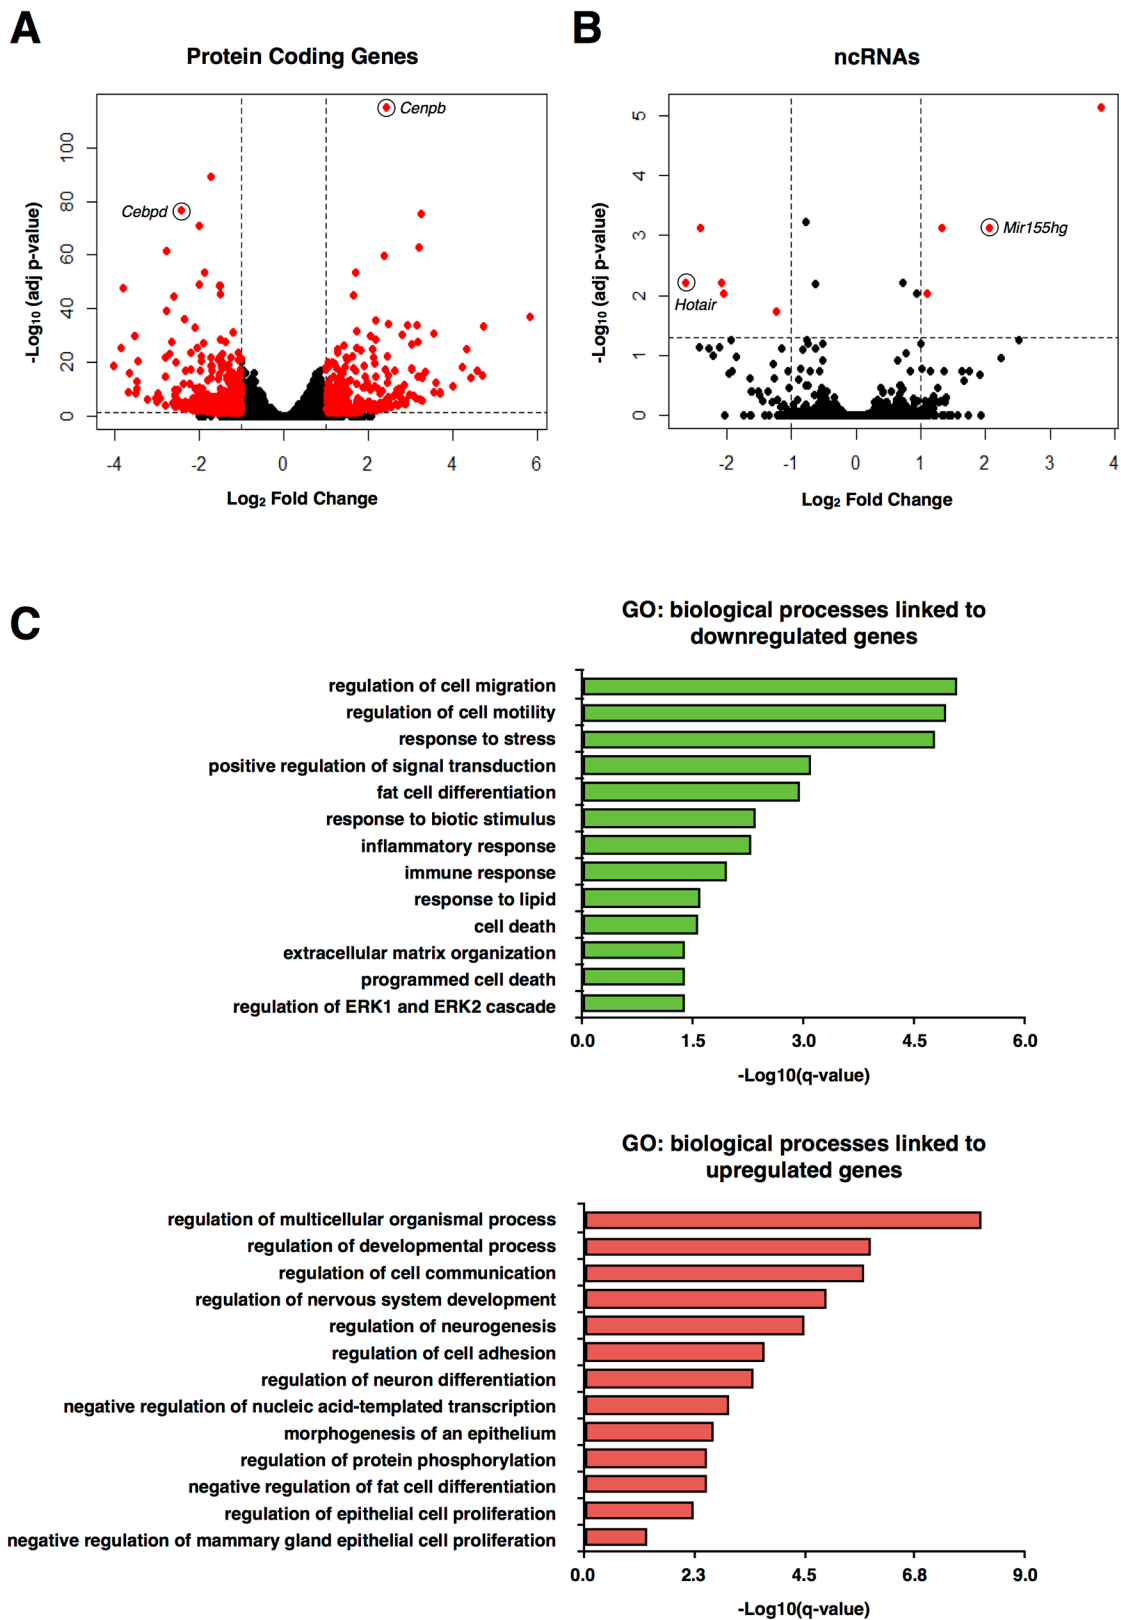 A
Protein Coding Genes
-Log10 (adj p-value)
100
80
60
40
20
0
Cenpb
Cebpd
-4 -2 0 2 4 6
Log2 Fold Change
B
ncRNAs
-Log10 (adj p-value)
5
4
3
2
1
0
Mir155hg
Hotair
-2 -1 0 1 2 3 4
Log2 Fold Change
C
GO: biological processes linked to
downregulated genes
regulation of cell migration
regulation of cell motility
response to stress
positive regulation of signal transduction
fat cell differentiation
response to biotic stimulus
inflammatory response
immune response
response to lipid
cell death
extracellular matrix organization
programmed cell death
regulation of ERK1 and ERK2 cascade
0.0 1.5 3.0 4.5 6.0
-Log10(q-value)
GO: biological processes linked to
upregulated genes
regulation of multicellular organismal process
regulation of developmental process
regulation of cell communication
regulation of nervous system development
regulation of neurogenesis
regulation of cell adhesion
regulation of neuron differentiation
negative regulation of nucleic acid-templated transcription
morphogenesis of an epithelium
regulation of protein phosphorylation
negative regulation of fat cell differentiation
regulation of epithelial cell proliferation
negative regulation of mammary gland epithelial cell proliferation
0.0 2.3 4.5 6.8 9.0
-Log10(q-value)